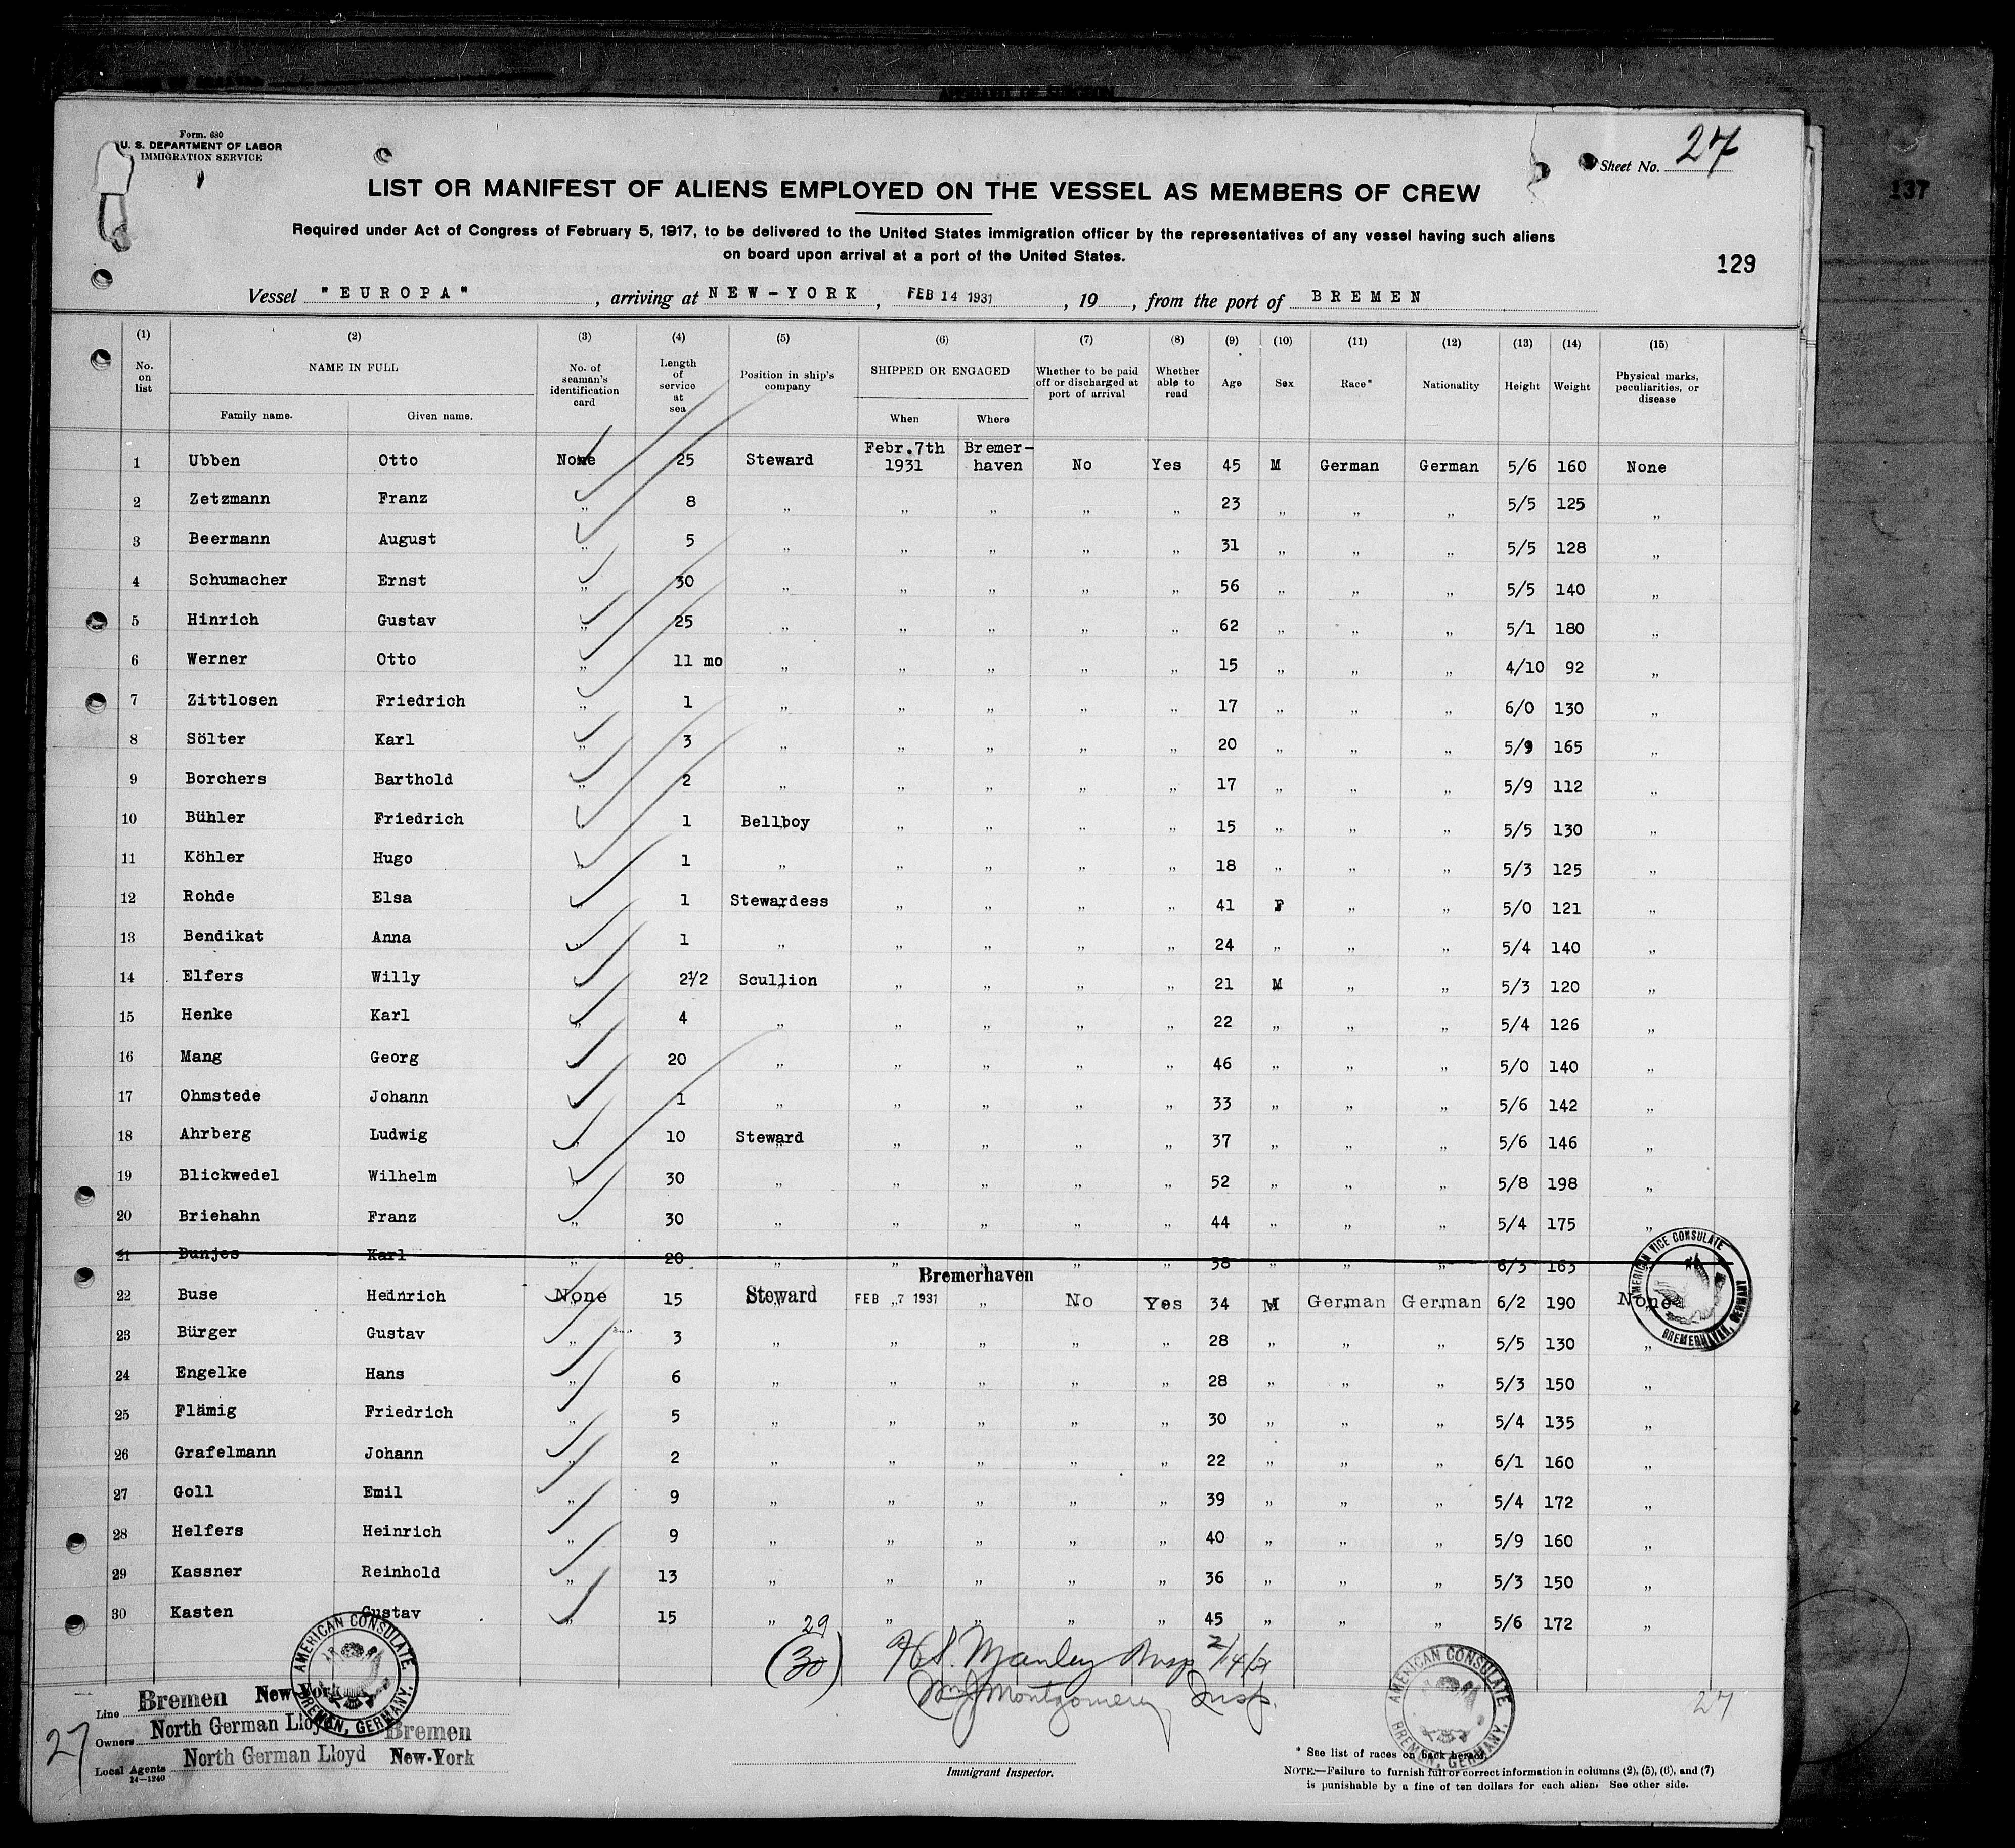 Form. 680
U. S. DEPARTMENT OF LABOR
IMMIGRATION SERVICE
Sheet No. 27
137
LIST OR MANIFEST OF ALIENS EMPLOYED ON THE VESSEL AS MEMBERS OF CREW
Required under Act of Congress of February 5, 1917, to be delivered to the United States immigration officer by the representatives of any vessel having such aliens
on board upon arrival at a port of the United States.
129
Vessel "EUROPA", arriving at NEW-YORK, FEB 14 1931, 19, from the port of BREMEN
(1) (2) (3) (4) (5) (6) (7) (8) (9) (10) (11) (12) (13) (14) (15)
No. on list NAME IN FULL Family name. Given name. No. of seaman's identification card Length of service at sea Position in ship's company SHIPPED OR ENGAGED When Where Whether to be paid off or discharged at port of arrival Whether able to read Age Sex Race* Nationality Height Weight Physical marks, peculiarities, or disease
1 Ubben Otto None 25 Steward Febr. 7th 1931 Bremer-haven No Yes 45 M German German 5/6 160 None
2 Zetzmann Franz ,, 8 ,, ,, ,, ,, ,, 23 ,, ,, ,, 5/5 125 ,,
3 Beermann August ,, 5 ,, ,, ,, ,, ,, 31 ,, ,, ,, 5/5 128 ,,
4 Schumacher Ernst ,, 30 ,, ,, ,, ,, ,, 56 ,, ,, ,, 5/5 140 ,,
5 Hinrich Gustav ,, 25 ,, ,, ,, ,, ,, 62 ,, ,, ,, 5/1 180 ,,
6 Werner Otto ,, 11 mo ,, ,, ,, ,, ,, 15 ,, ,, ,, 4/10 92 ,,
7 Zittlosen Friedrich ,, 1 ,, ,, ,, ,, ,, 17 ,, ,, ,, 6/0 130 ,,
8 Sölter Karl ,, 3 ,, ,, ,, ,, ,, 20 ,, ,, ,, 5/9 165 ,,
9 Borchers Barthold ,, 2 ,, ,, ,, ,, ,, 17 ,, ,, ,, 5/9 112 ,,
10 Bühler Friedrich ,, 1 Bellboy ,, ,, ,, ,, 15 ,, ,, ,, 5/5 130 ,,
11 Köhler Hugo ,, 1 ,, ,, ,, ,, ,, 18 ,, ,, ,, 5/3 125 ,,
12 Rohde Elsa ,, 1 Stewardess ,, ,, ,, ,, 41 F ,, ,, 5/0 121 ,,
13 Bendikat Anna ,, 1 ,, ,, ,, ,, ,, 24 ,, ,, ,, 5/4 140 ,,
14 Elfers Willy ,, 2½ Scullion ,, ,, ,, ,, 21 M ,, ,, 5/3 120 ,,
15 Henke Karl ,, 4 ,, ,, ,, ,, ,, 22 ,, ,, ,, 5/4 126 ,,
16 Mang Georg ,, 20 ,, ,, ,, ,, ,, 46 ,, ,, ,, 5/0 140 ,,
17 Ohmstede Johann ,, 1 ,, ,, ,, ,, ,, 33 ,, ,, ,, 5/6 142 ,,
18 Ahrberg Ludwig ,, 10 Steward ,, ,, ,, ,, 37 ,, ,, ,, 5/6 146 ,,
19 Blickwedel Wilhelm ,, 30 ,, ,, ,, ,, ,, 52 ,, ,, ,, 5/8 198 ,,
20 Briehahn Franz ,, 30 ,, ,, ,, ,, ,, 44 ,, ,, ,, 5/4 175 ,,
21 Bunjes Karl ,, 20 ,, ,, ,, ,, ,, 38 ,, ,, ,, 6/3 163
22 Buse Heinrich None 15 Steward FEB 7 1931 Bremerhaven No Yes 34 M German German 6/2 190 None
AMERICAN VICE CONSULATE BREMERHAVEN, GERMANY
23 Bürger Gustav ,, 3 ,, ,, ,, ,, ,, 28 ,, ,, ,, 5/5 130 ,,
24 Engelke Hans ,, 6 ,, ,, ,, ,, ,, 28 ,, ,, ,, 5/3 150 ,,
25 Flämig Friedrich ,, 5 ,, ,, ,, ,, ,, 30 ,, ,, ,, 5/4 135 ,,
26 Grafelmann Johann ,, 2 ,, ,, ,, ,, ,, 22 ,, ,, ,, 6/1 160 ,,
27 Goll Emil ,, 9 ,, ,, ,, ,, ,, 39 ,, ,, ,, 5/4 172 ,,
28 Helfers Heinrich ,, 9 ,, ,, ,, ,, ,, 40 ,, ,, ,, 5/9 160 ,,
29 Kassner Reinhold ,, 13 ,, ,, ,, ,, ,, 36 ,, ,, ,, 5/3 150 ,,
30 Kasten Gustav ,, 15 ,, ,, ,, ,, ,, 45 ,, ,, ,, 5/6 172 ,,
29
(30) H.S. Manley Insp 2/14/31
Wm J Montgomery Insp.
AMERICAN CONSULATE BREMEN, GERMANY.
AMERICAN CONSULATE BREMEN, GERMANY.
27
Line Bremen New-York
Owners North German Lloyd Bremen
Local Agents North German Lloyd New-York
14—1240
27
Immigrant Inspector.
* See list of races on back hereof.
NOTE.—Failure to furnish full or correct information in columns (2), (5), (6), and (7)
is punishable by a fine of ten dollars for each alien. See other side.